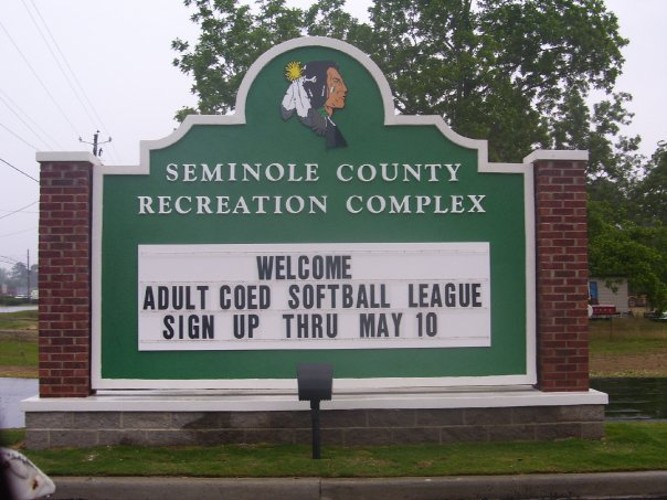 SEMINOLE COUNTY
RECREATION COMPLEX
WELCOME
ADULT COED SOFTBALL LEAGUE
SIGN UP THRU MAY 10